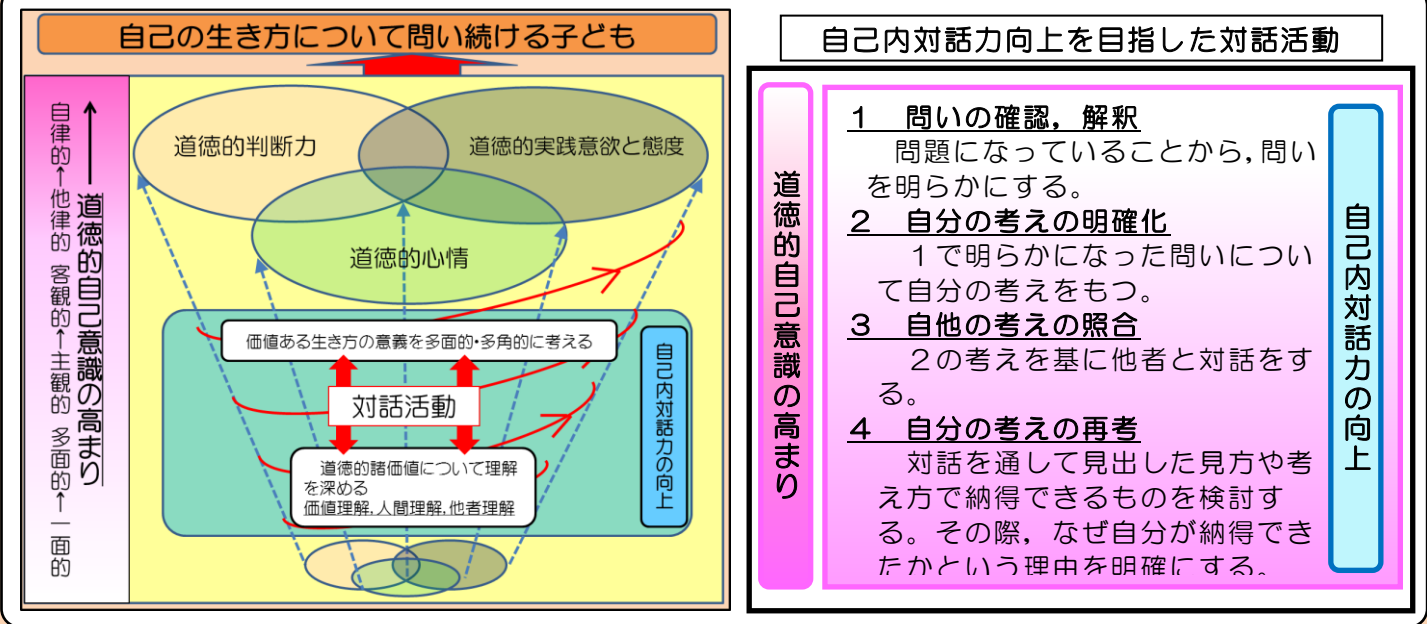 自己の生き方について問い続ける子ども
自律的←他律的 客観的←主観的 多面的←一面的
道徳的自己意識の高まり
道徳的判断力
道徳的実践意欲と態度
道徳的心情
価値ある生き方の意義を多面的・多角的に考える
対話活動
道徳的諸価値について理解
を深める
価値理解，人間理解，他者理解
自己内対話力の向上
自己内対話力向上を目指した対話活動
道徳的自己意識の高まり
１　問いの確認，解釈
問題になっていることから，問い
を明らかにする。
２　自分の考えの明確化
１で明らかになった問いについ
て自分の考えをもつ。
３　自他の考えの照合
２の考えを基に他者と対話をす
る。
４　自分の考えの再考
対話を通して見出した見方や考
え方で納得できるものを検討す
る。その際，なぜ自分が納得でき
たかという理由を明確にする。
自己内対話力の向上